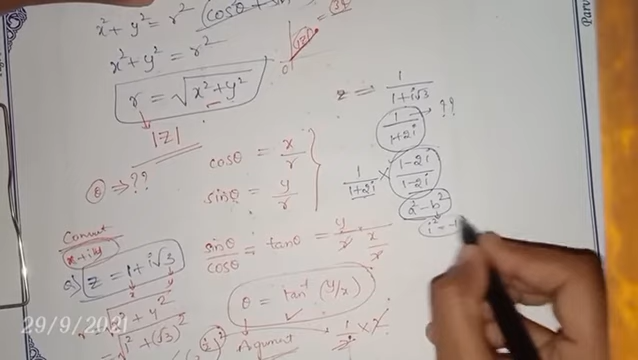 x² + y² = r² (cosθ +
x² + y² = r²
r = √x² + y²
|z|
θ ⇒ ??
cosθ = x/r
sinθ = y/r
sinθ/cosθ = tanθ = y/r · x/r
θ = tan⁻¹ (y/x)
Argument
Convert
x+iy
a) z = 1 + i√3
x y
r = √x² + y²
√1² + (√3)²
0
z = 1/1+i√3
1/1+2i → ??
1/1+2i × 1-2i/1-2i
a² - b²
i² = -1
29/9/2021